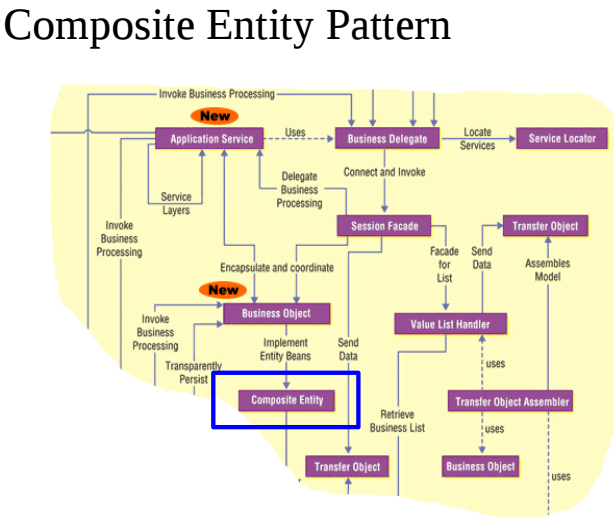 Composite Entity Pattern
Invoke Business Processing
New
Application Service
Uses
Business Delegate
Locate
Services
Service Locator
Connect and Invoke
Delegate
Business
Processing
Service
Layers
Session Facade
Transfer Object
Invoke
Business
Processing
Facade
for
List
Send
Data
Assembles
Model
Encapsulate and coordinate
New
Business Object
Value List Handler
Invoke
Business
Processing
Implement
Entity Beans
Send
Data
Transparently
Persist
uses
Composite Entity
Transfer Object Assembler
Retrieve
Business List
uses
Transfer Object
Business Object
uses